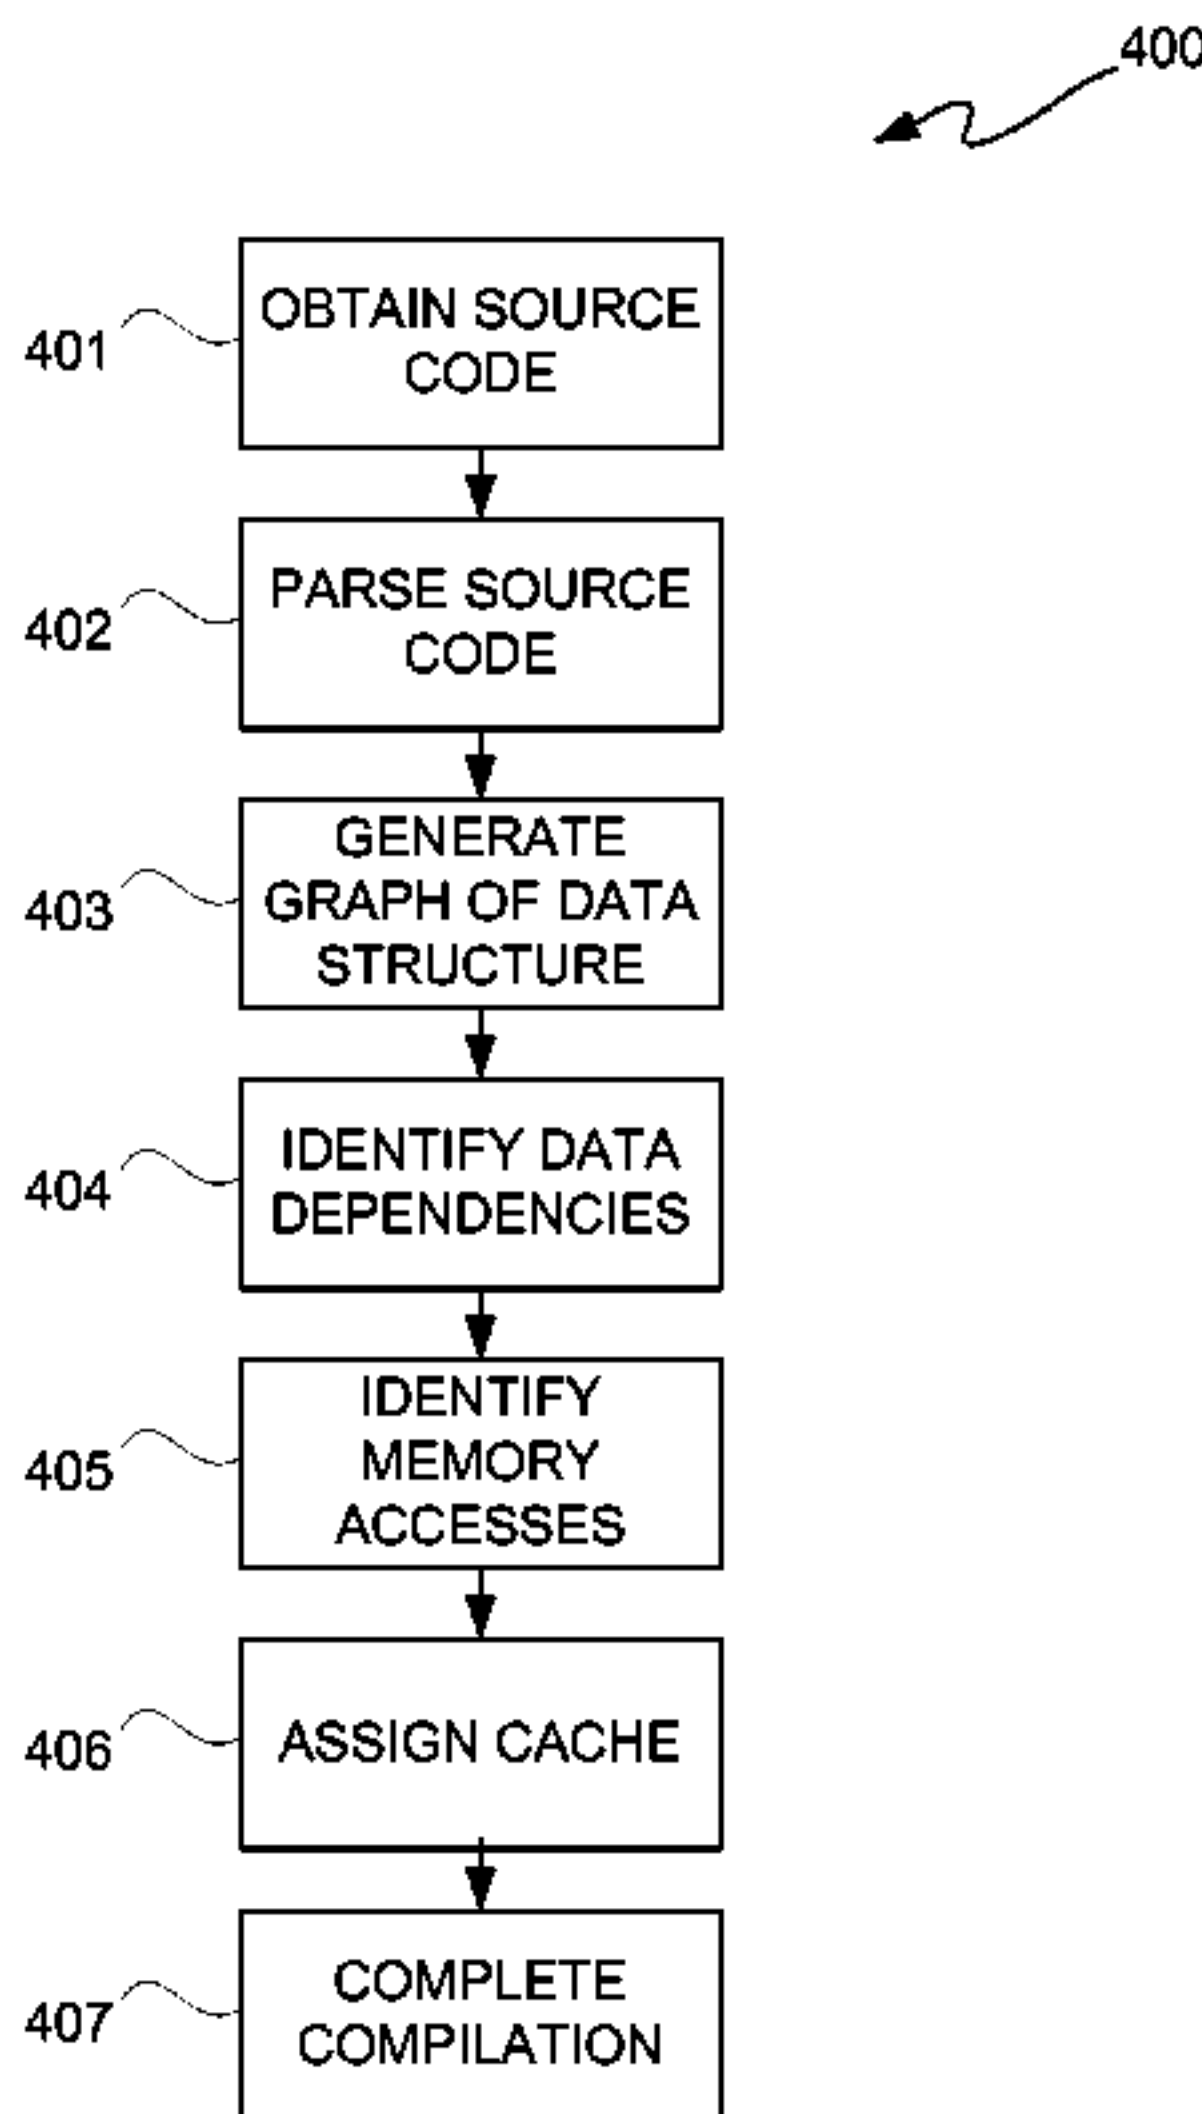 400
401
OBTAIN SOURCE
CODE
402
PARSE SOURCE
CODE
403
GENERATE
GRAPH OF DATA
STRUCTURE
404
IDENTIFY DATA
DEPENDENCIES
405
IDENTIFY
MEMORY
ACCESSES
406
ASSIGN CACHE
407
COMPLETE
COMPILATION